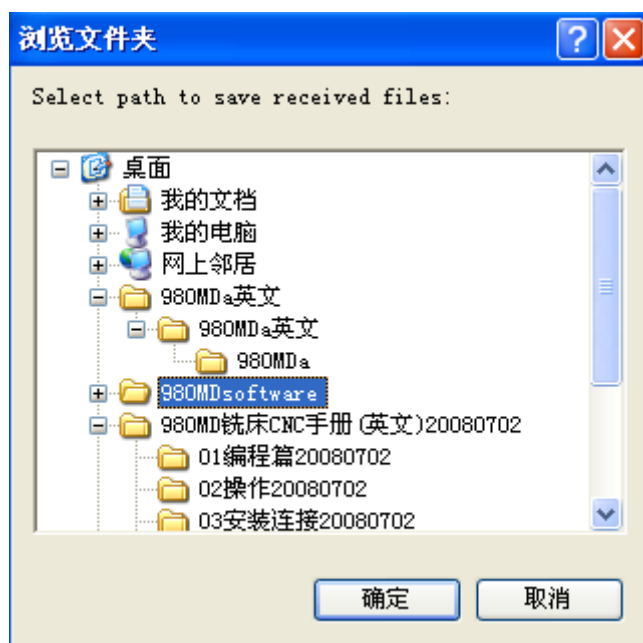 浏览文件夹
Select path to save received files:
桌面
我的文档
我的电脑
网上邻居
980MDa英文
980MDa英文
980MDa
980MDsoftware
980MD铣床CNC手册(英文)20080702
01编程篇20080702
02操作20080702
03安装连接20080702
确定
取消